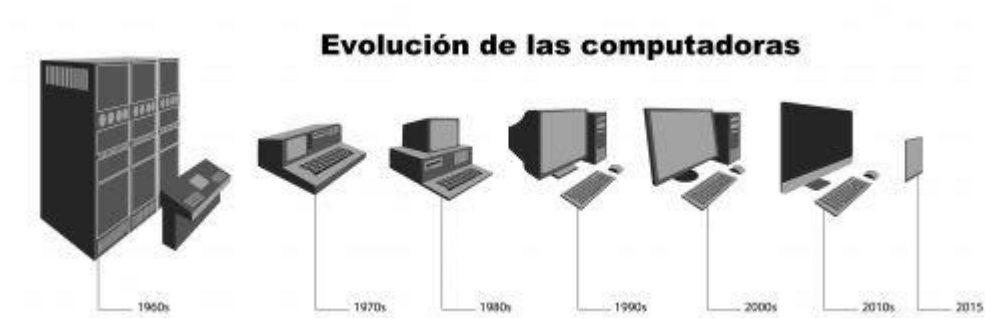 Evolución de las computadoras
1960s
1970s
1980s
1990s
2000s
2010s
2015